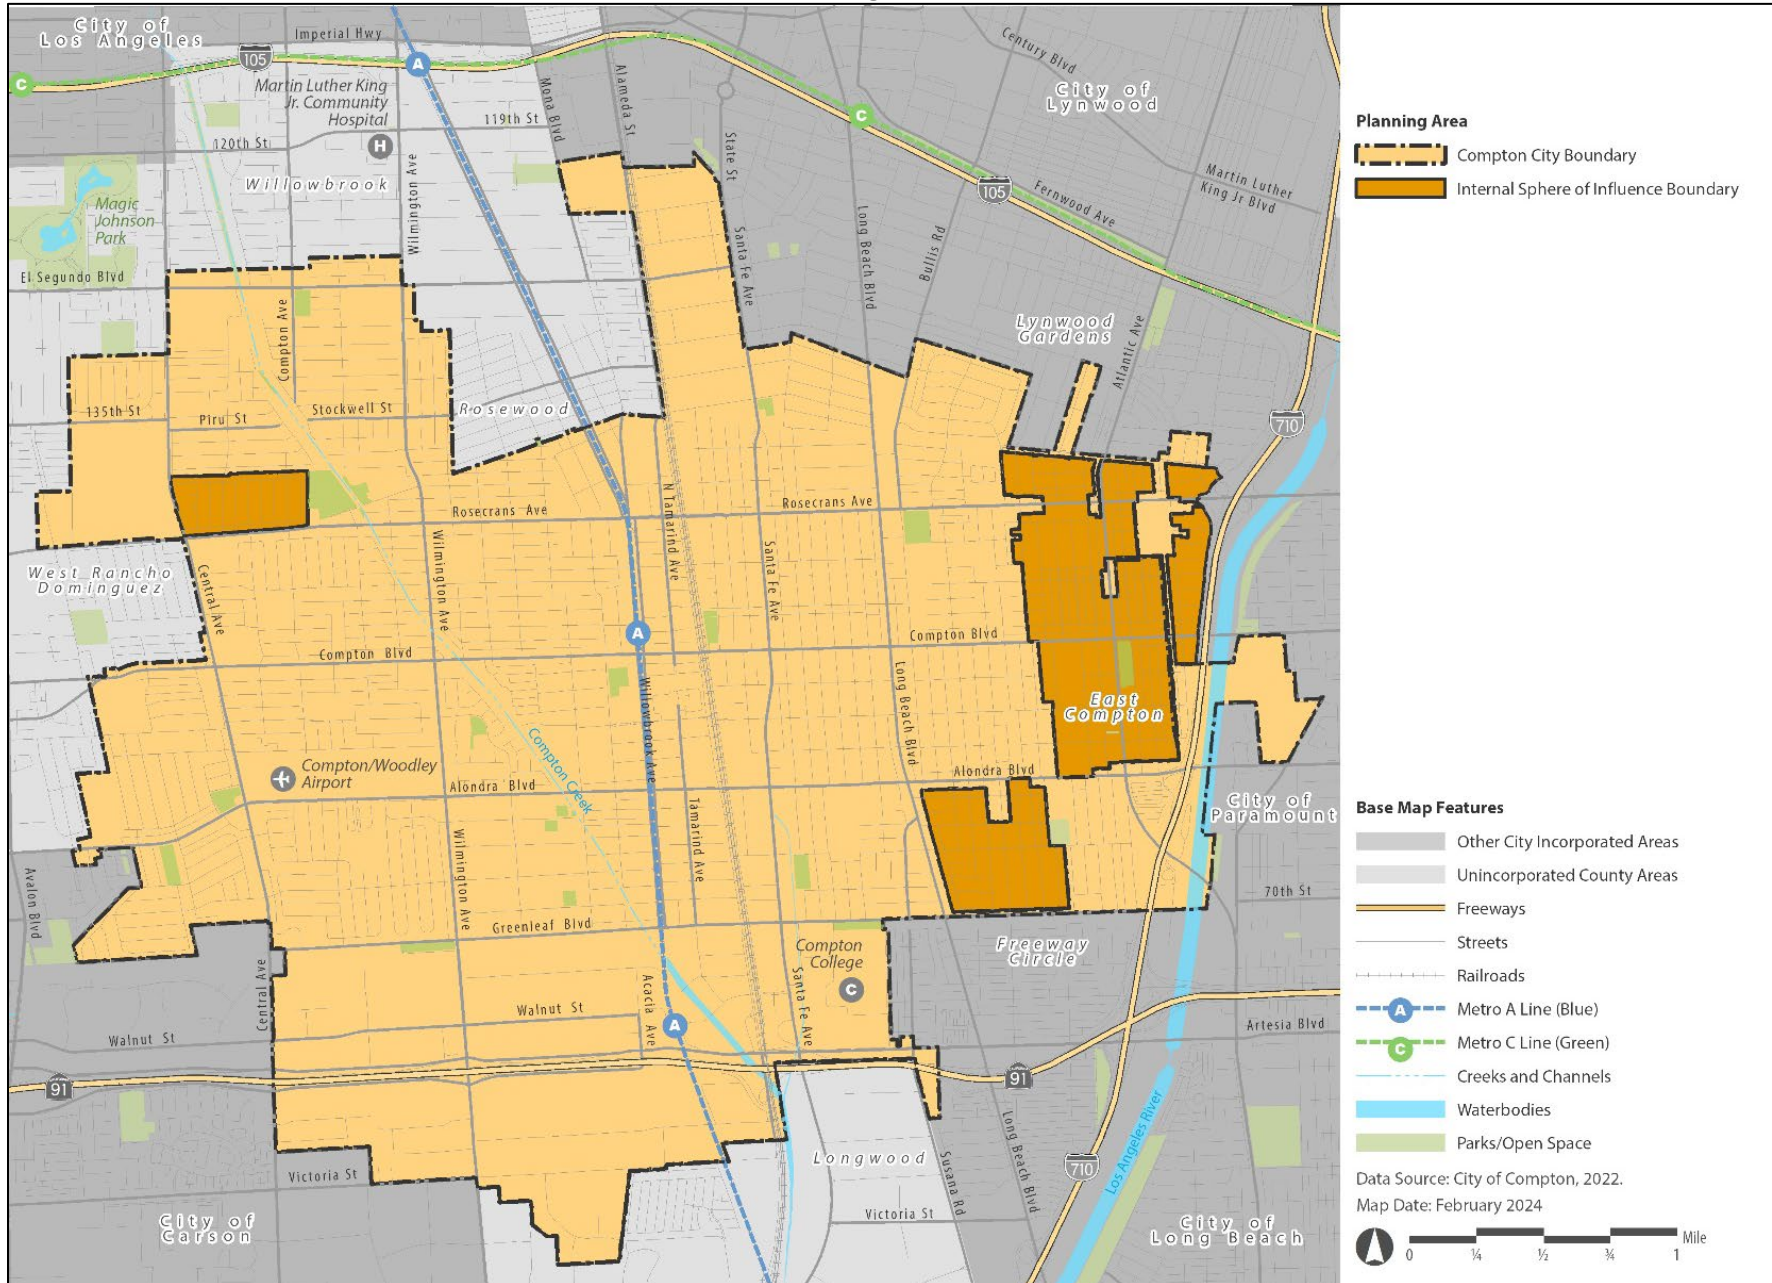 City of
Los Angeles
Imperial Hwy
105
A
C
Martin Luther King
Jr. Community
Hospital
H
119th St
120th St
Mona Blvd
Alameda St
State St
Century Blvd
City of
Lynwood
C
Willowbrook
Wilmington Ave
Magic
Johnson
Park
El Segundo Blvd
Santa Fe Ave
Long Beach Blvd
Bullis Rd
105
Fernwood Ave
Martin Luther
King Jr Blvd
Compton Ave
Lynwood
Gardens
Atlantic Ave
135th St
Piru St
Stockwell St
Rosewood
710
Rosecrans Ave
Rosecrans Ave
N Tamarind Ave
West Rancho
Dominguez
Central Ave
Wilmington Ave
Santa Fe Ave
A
Compton Blvd
Compton Blvd
Willowbrook Ave
Long Beach Blvd
East
Compton
Compton Creek
Compton/Woodley
Airport
Alondra Blvd
Alondra Blvd
City of
Paramount
Tamarind Ave
Wilmington Ave
Avalon Blvd
70th St
Greenleaf Blvd
Compton
College
C
Freeway
Circle
Central Ave
Walnut St
Walnut St
Acacia Ave
A
Santa Fe Ave
Artesia Blvd
91
91
Los Angeles River
Longwood
Susana Rd
Long Beach Blvd
710
Victoria St
Victoria St
City of
Carson
City of
Long Beach
Planning Area
Compton City Boundary
Internal Sphere of Influence Boundary
Base Map Features
Other City Incorporated Areas
Unincorporated County Areas
Freeways
Streets
Railroads
A Metro A Line (Blue)
C Metro C Line (Green)
Creeks and Channels
Waterbodies
Parks/Open Space
Data Source: City of Compton, 2022.
Map Date: February 2024
0 ¼ ½ ¾ 1 Mile